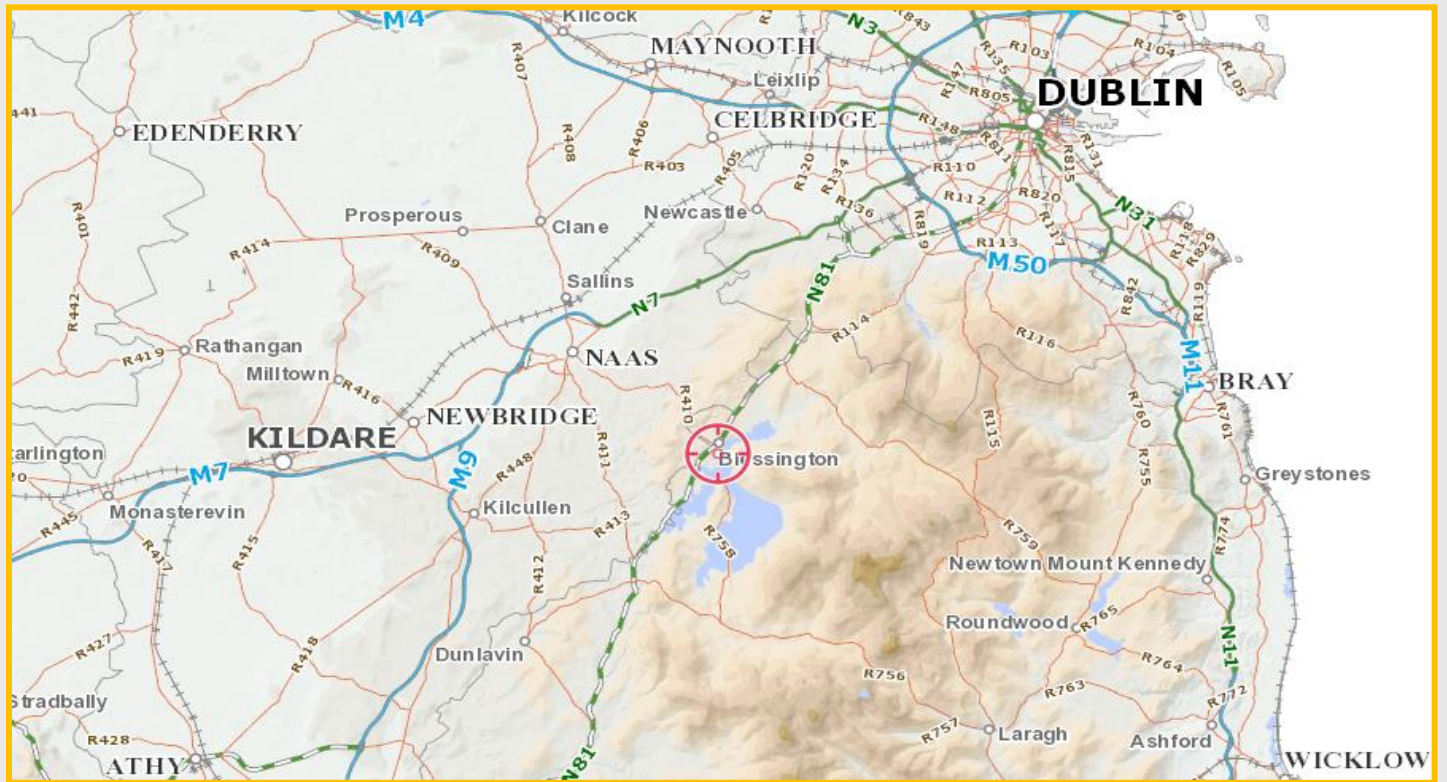 M4
Kilcock
N3
R843
R103
R104
R105
R407
MAYNOOTH
R135
R147
Leixlip
R805
DUBLIN
441
EDENDERRY
CELBRIDGE
R148
R408
R406
R403
R405
R120
R134
R811
R815
R131
R110
R401
Prosperous
Clane
Newcastle
R136
R112
R820
N31
R414
R409
R819
R113
R117
R118
R829
M50
Sallins
N81
R842
R119
R442
N7
R114
R116
R419
Rathangan
NAAS
M11
Milltown
R416
R410
BRAY
NEWBRIDGE
R115
R760
R761
KILDARE
R411
arlington
M7
M9
R448
Blessington
R755
Greystones
Monasterevin
Kilcullen
R445
R417
R415
R413
R758
R759
R774
R412
Newtown Mount Kennedy
R765
Roundwood
R427
R418
Dunlavin
R764
N11
R756
R763
R772
Stradbally
R757
Laragh
Ashford
R428
ATHY
N81
WICKLOW